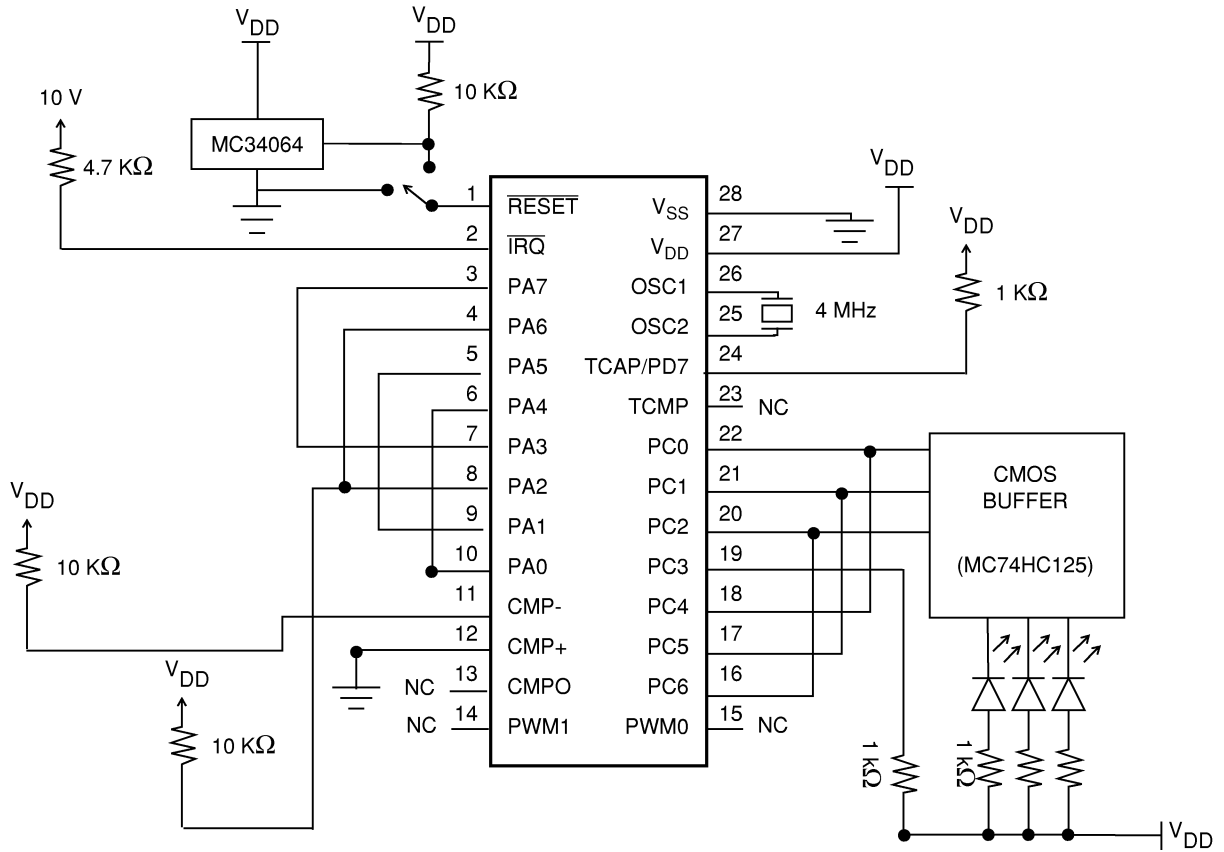 VDD
VDD
10 KΩ
10 V
MC34064
4.7 KΩ
1
RESET
2
IRQ
3
PA7
4
PA6
5
PA5
6
PA4
7
PA3
8
PA2
9
PA1
10
PA0
11
CMP-
12
CMP+
13
CMPO
NC
14
PWM1
NC
28
VSS
27
VDD
26
OSC1
25
OSC2
24
TCAP/PD7
23
TCMP
NC
22
PC0
21
PC1
20
PC2
19
PC3
18
PC4
17
PC5
16
PC6
15
PWM0
NC
VDD
VDD
1 KΩ
4 MHz
CMOS
BUFFER
(MC74HC125)
VDD
10 KΩ
VDD
10 KΩ
1 kΩ
1 kΩ
VDD